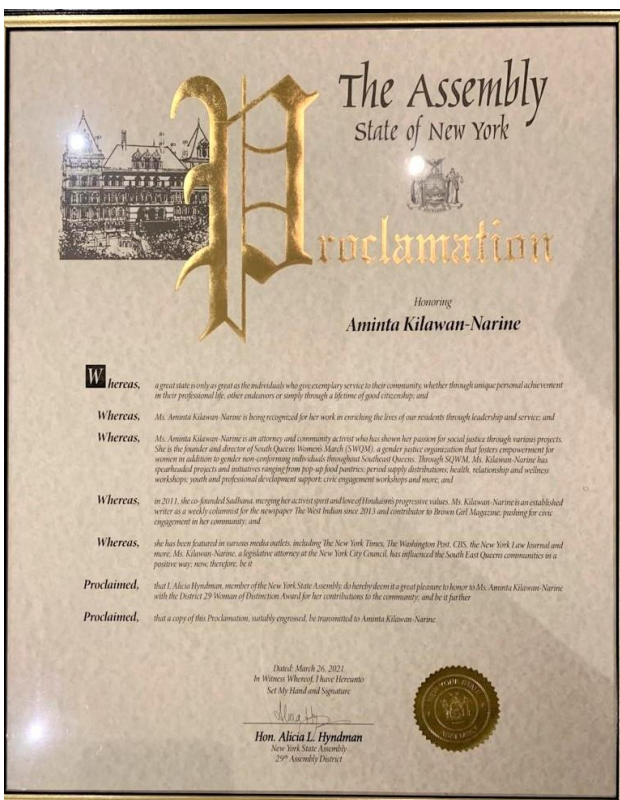 The Assembly
State of New York
Proclamation
Honoring
Aminta Kilawan-Narine
Whereas, a great state is only as great as the individuals who give exemplary service to their community, whether through unique personal achievement
in their professional life, other endeavors or simply through a lifetime of good citizenship; and
Whereas, Ms. Aminta Kilawan-Narine is being recognized for her work in enriching the lives of our residents through leadership and service; and
Whereas, Ms. Aminta Kilawan-Narine is an attorney and community activist who has shown her passion for social justice through various projects.
She is the founder and director of South Queens Women's March (SWQM), a gender justice organization that fosters empowerment for
women in addition to gender non-conforming individuals throughout Southeast Queens. Through SQWM, Ms. Kilawan-Narine has
spearheaded projects and initiatives ranging from pop-up food pantries; period supply distributions; health, relationship and wellness
workshops; youth and professional development support; civic engagement workshops and more; and
Whereas, in 2011, she co-founded Sadhana, merging her activist spirit and love of Hinduism's progressive values. Ms. Kilawan-Narine is an established
writer as a weekly columnist for the newspaper The West Indian since 2013 and contributor to Brown Girl Magazine, pushing for civic
engagement in her community; and
Whereas, she has been featured in various media outlets, including The New York Times, The Washington Post, CBS, the New York Law Journal and
more. Ms. Kilawan-Narine, a legislative attorney at the New York City Council, has influenced the South East Queens communities in a
positive way; now, therefore, be it
Proclaimed, that I, Alicia Hyndman, member of the New York State Assembly, do hereby deem it a great pleasure to honor to Ms. Aminta Kilawan-Narine
with the District 29 Woman of Distinction Award for her contributions to the community; and be it further
Proclaimed, that a copy of this Proclamation, suitably engrossed, be transmitted to Aminta Kilawan-Narine.
Dated: March 26, 2021
In Witness Whereof, I have Hereunto
Set My Hand and Signature
Hon. Alicia L. Hyndman
New York State Assembly
29th Assembly District